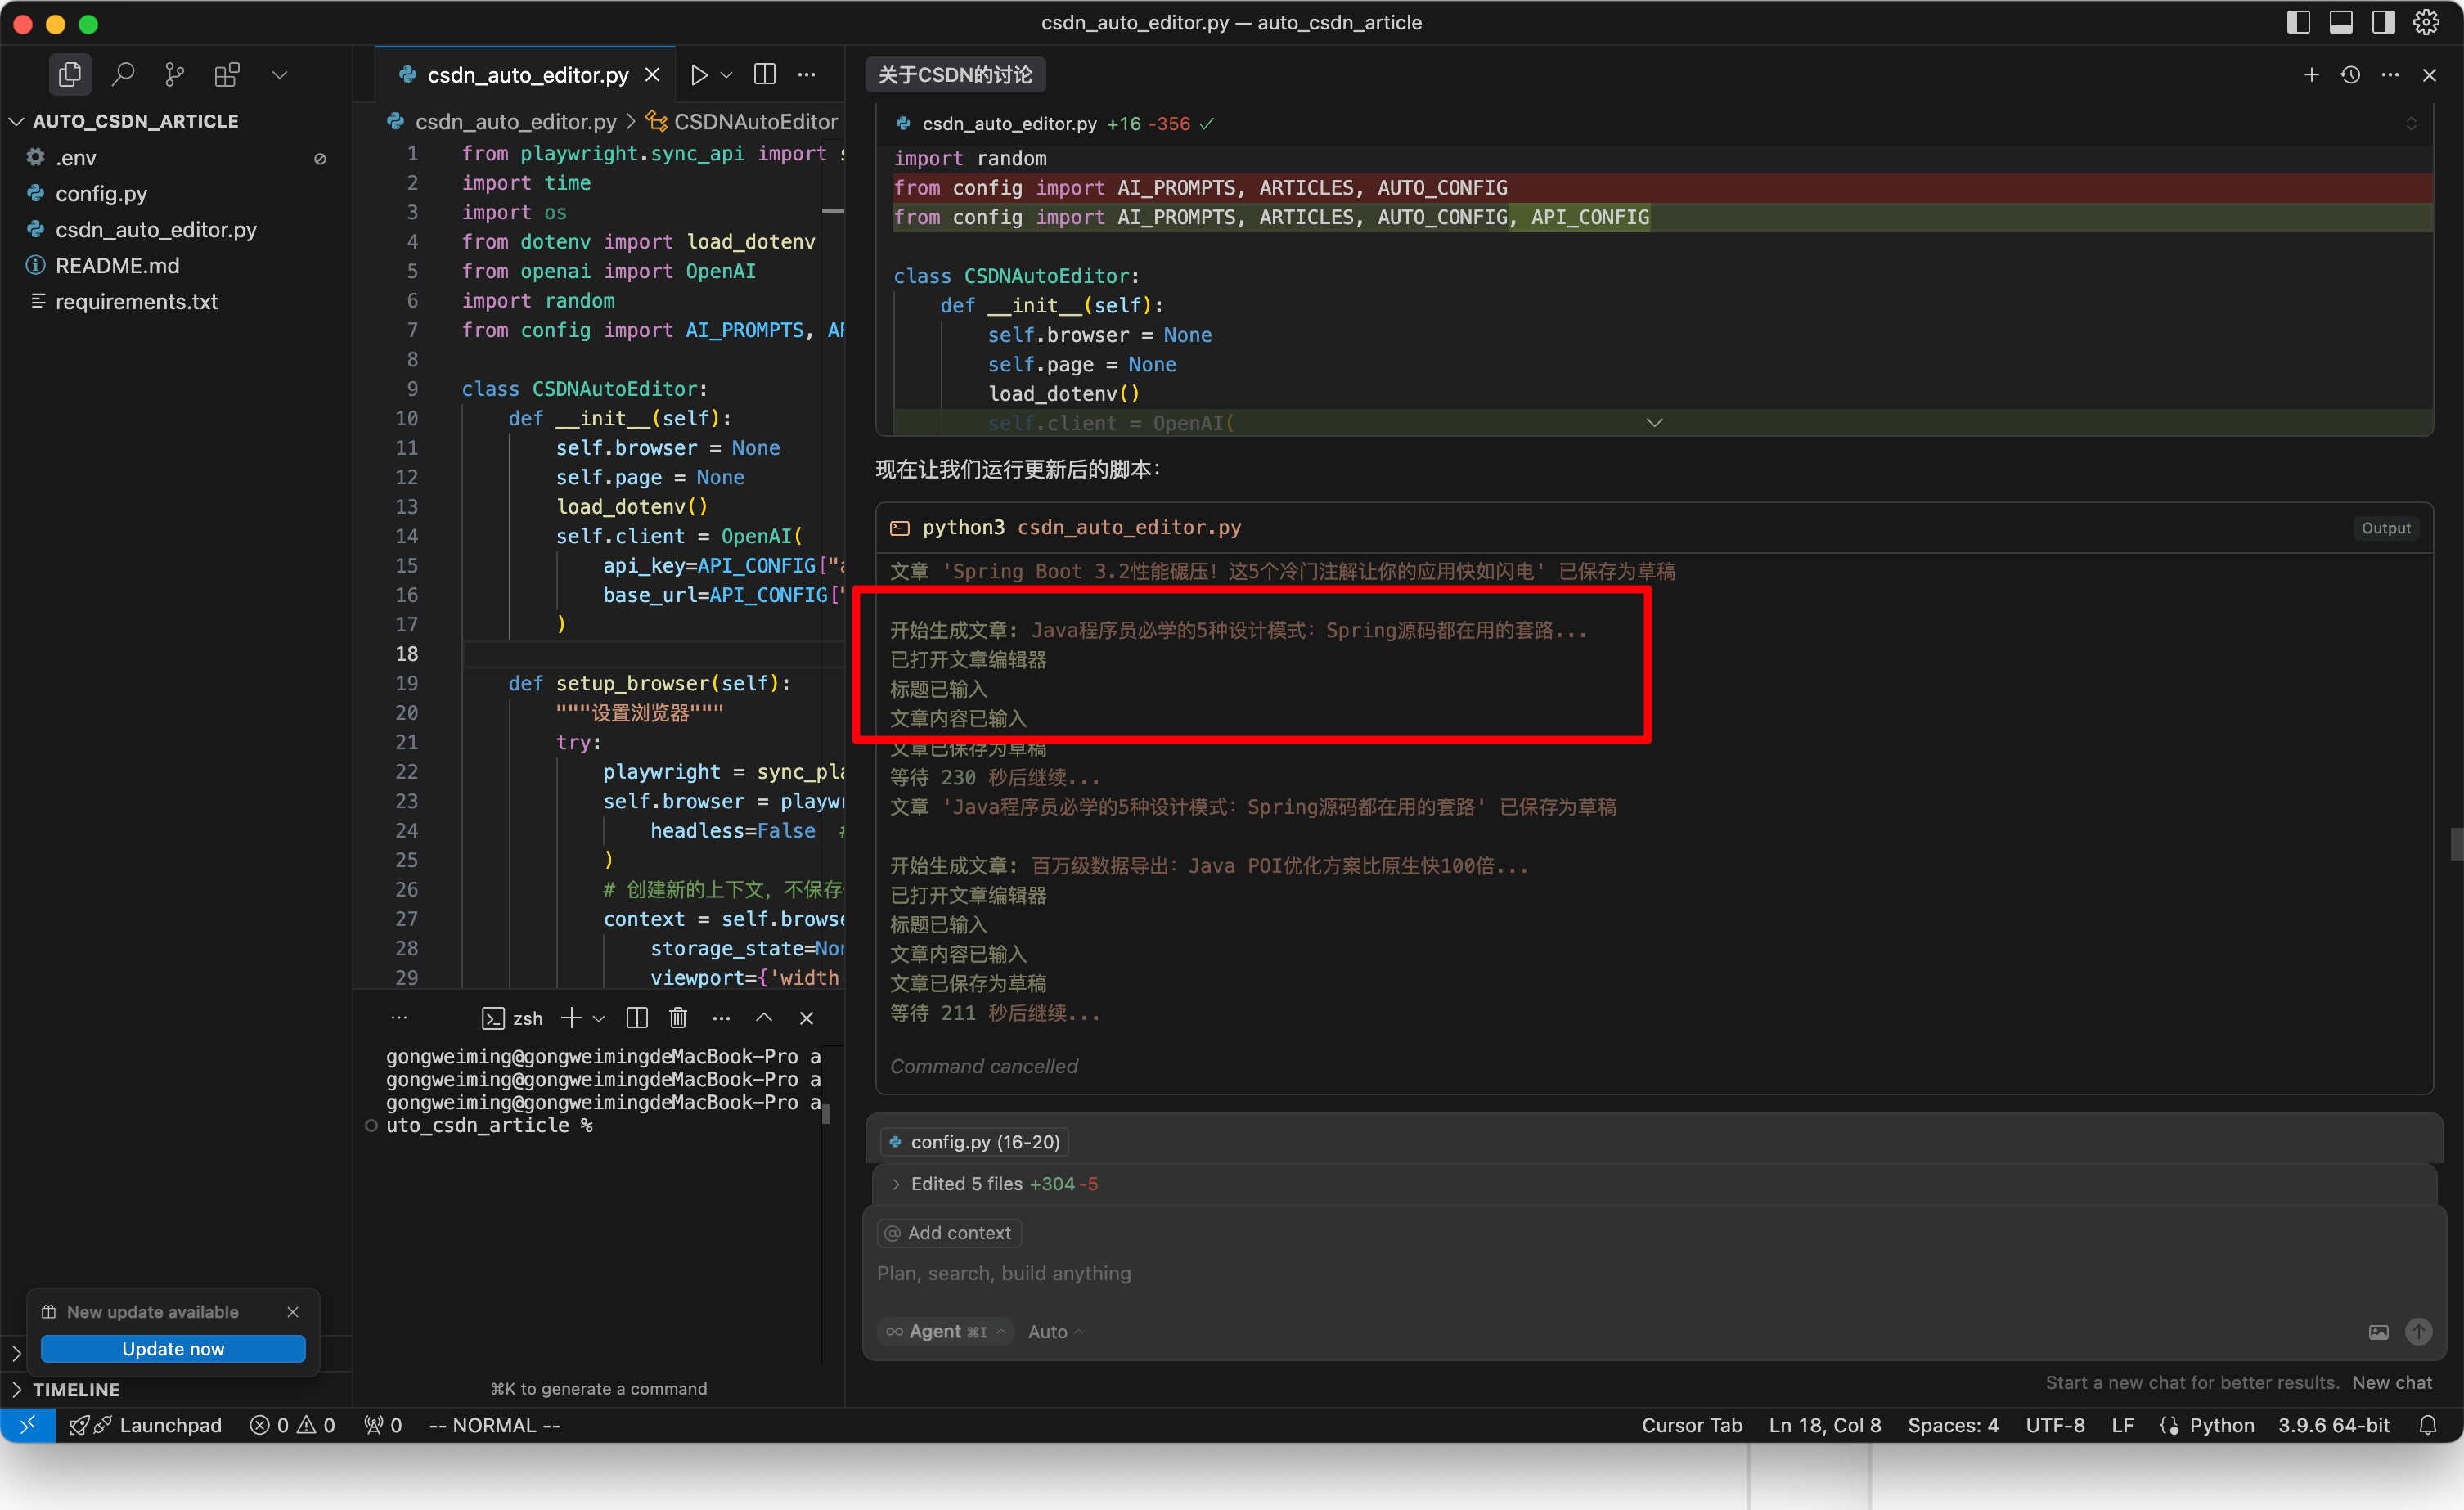 csdn_auto_editor.py — auto_csdn_article
AUTO_CSDN_ARTICLE
.env
config.py
csdn_auto_editor.py
README.md
requirements.txt
New update available
Update now
TIMELINE
csdn_auto_editor.py
csdn_auto_editor.py > CSDNAutoEditor
1 from playwright.sync_api import s
2 import time
3 import os
4 from dotenv import load_dotenv
5 from openai import OpenAI
6 import random
7 from config import AI_PROMPTS, AR
8
9 class CSDNAutoEditor:
10 def __init__(self):
11 self.browser = None
12 self.page = None
13 load_dotenv()
14 self.client = OpenAI(
15 api_key=API_CONFIG["a
16 base_url=API_CONFIG["
17 )
18
19 def setup_browser(self):
20 """设置浏览器"""
21 try:
22 playwright = sync_pla
23 self.browser = playwr
24 headless=False #
25 )
26 # 创建新的上下文，不保存
27 context = self.browse
28 storage_state=Non
29 viewport={'width
zsh
gongweiming@gongweimingdeMacBook-Pro a
gongweiming@gongweimingdeMacBook-Pro a
gongweiming@gongweimingdeMacBook-Pro a
uto_csdn_article %
⌘K to generate a command
关于CSDN的讨论
csdn_auto_editor.py +16 -356
import random
from config import AI_PROMPTS, ARTICLES, AUTO_CONFIG
from config import AI_PROMPTS, ARTICLES, AUTO_CONFIG, API_CONFIG
class CSDNAutoEditor:
def __init__(self):
self.browser = None
self.page = None
load_dotenv()
self.client = OpenAI(
现在让我们运行更新后的脚本：
python3 csdn_auto_editor.py
Output
文章 'Spring Boot 3.2性能碾压！这5个冷门注解让你的应用快如闪电' 已保存为草稿
开始生成文章: Java程序员必学的5种设计模式：Spring源码都在用的套路...
已打开文章编辑器
标题已输入
文章内容已输入
文章已保存为草稿
等待 230 秒后继续...
文章 'Java程序员必学的5种设计模式：Spring源码都在用的套路' 已保存为草稿
开始生成文章: 百万级数据导出：Java POI优化方案比原生快100倍...
已打开文章编辑器
标题已输入
文章内容已输入
文章已保存为草稿
等待 211 秒后继续...
Command cancelled
config.py (16-20)
Edited 5 files +304 -5
@ Add context
Plan, search, build anything
Agent ⌘I
Auto
Start a new chat for better results. New chat
Launchpad 0 0 0 -- NORMAL --
Cursor Tab Ln 18, Col 8 Spaces: 4 UTF-8 LF Python 3.9.6 64-bit